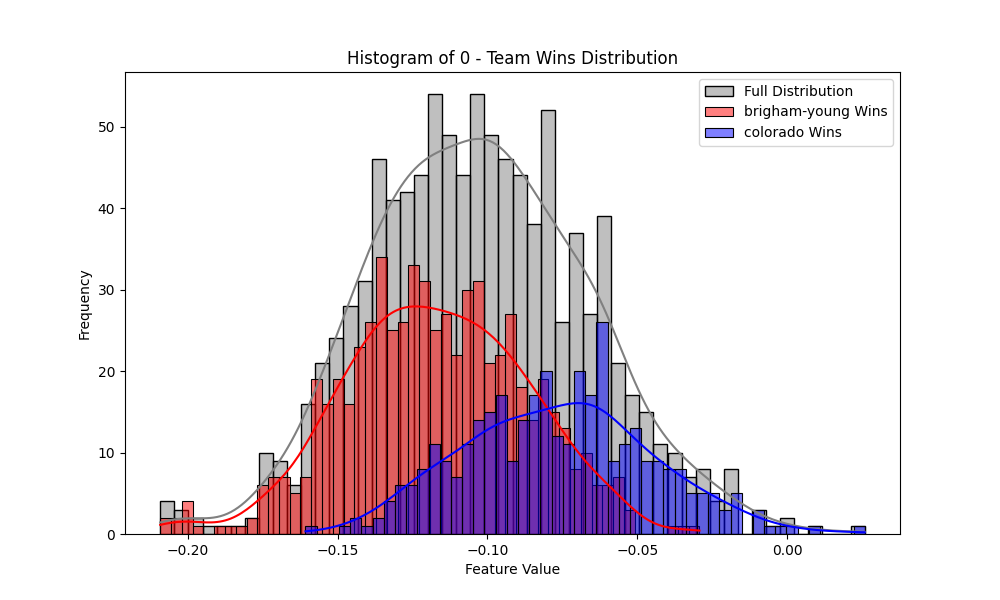 Histogram of 0 - Team Wins Distribution
Full Distribution
brigham-young Wins
colorado Wins
Frequency
50
40
30
20
10
0
−0.20 −0.15 −0.10 −0.05 0.00
Feature Value